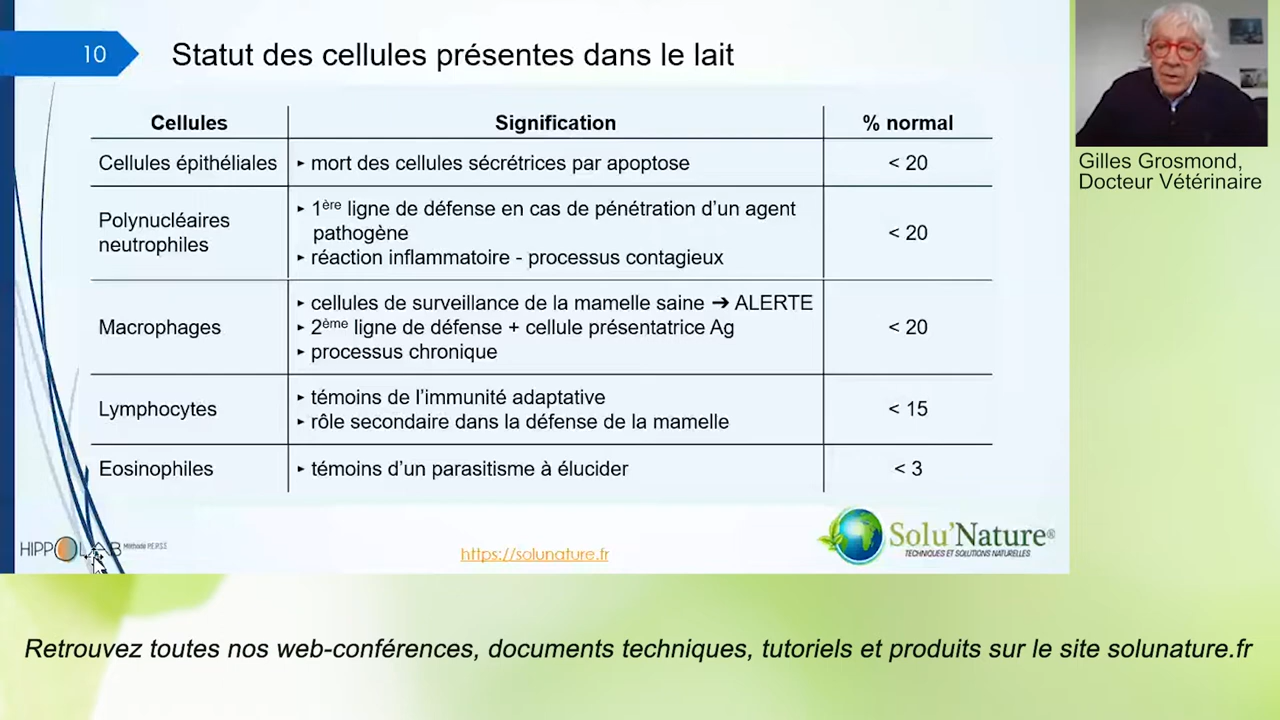 10
Statut des cellules présentes dans le lait
Cellules
Signification
% normal
Cellules épithéliales
▸ mort des cellules sécrétrices par apoptose
< 20
Polynucléaires
neutrophiles
▸ 1ère ligne de défense en cas de pénétration d’un agent
pathogène
▸ réaction inflammatoire - processus contagieux
< 20
Macrophages
▸ cellules de surveillance de la mamelle saine ➔ ALERTE
▸ 2ème ligne de défense + cellule présentatrice Ag
▸ processus chronique
< 20
Lymphocytes
▸ témoins de l’immunité adaptative
▸ rôle secondaire dans la défense de la mamelle
< 15
Eosinophiles
▸ témoins d’un parasitisme à élucider
< 3
HIPPOLAB Méthode PEPSE
https://solunature.fr
Solu’Nature®
TECHNIQUES ET SOLUTIONS NATURELLES
Gilles Grosmond,
Docteur Vétérinaire
Retrouvez toutes nos web-conférences, documents techniques, tutoriels et produits sur le site solunature.fr